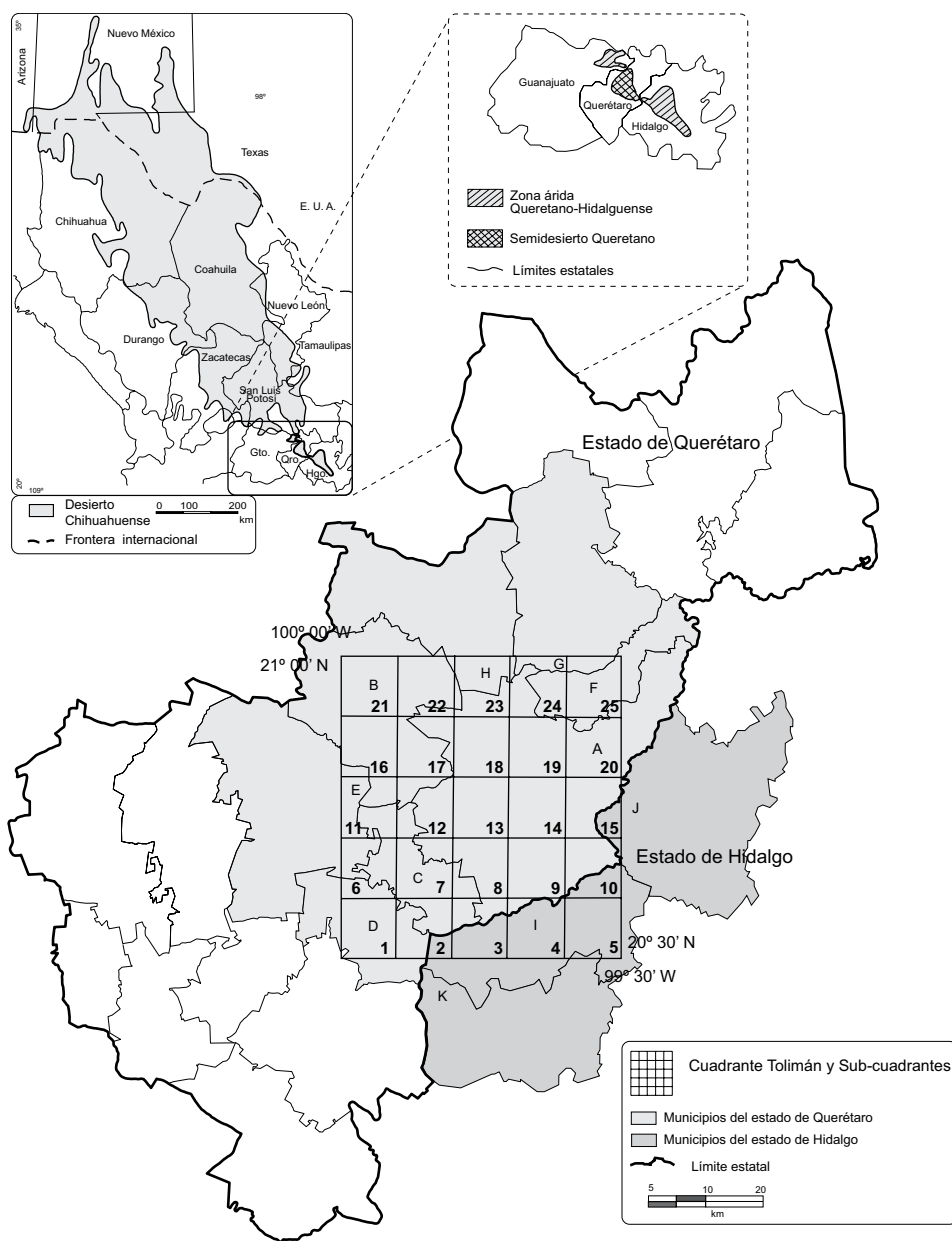 35º
Arizona
Nuevo México
98º
Texas
E. U. A.
Chihuahua
Coahuila
Nuevo León
Durango
Tamaulipas
Zacatecas
San Luis
Potosí
Gto.
Qro.
Hgo.
20º
109º
Desierto
Chihuahuense
0 100 200
km
Frontera internacional
Guanajuato
Querétaro
Hidalgo
Zona árida
Queretano-Hidalguense
Semidesierto Queretano
Límites estatales
Estado de Querétaro
100º 00' W
21º 00' N
B
H
G
F
21
22
23
24
25
A
16
17
18
19
20
E
J
11
12
13
14
15
Estado de Hidalgo
C
6
7
8
9
10
D
I
1
2
3
4
5
20º 30' N
99º 30' W
K
Cuadrante Tolimán y Sub-cuadrantes
Municipios del estado de Querétaro
Municipios del estado de Hidalgo
Límite estatal
5 10 20
km